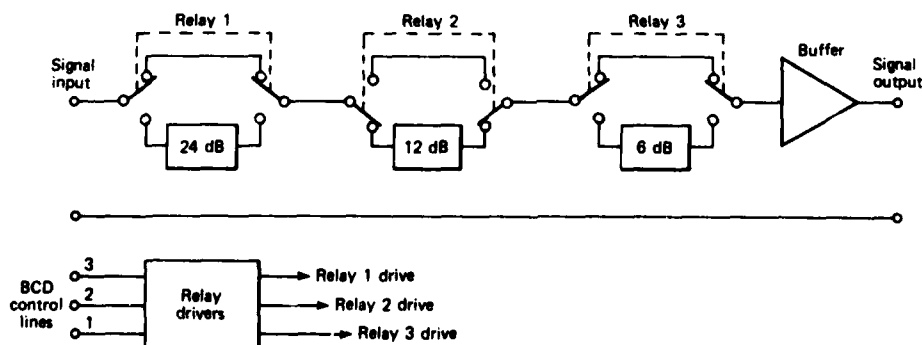 Relay 1
Relay 2
Relay 3
Buffer
Signal
input
Signal
output
24 dB
12 dB
6 dB
BCD
control
lines
3
2
1
Relay
drivers
Relay 1 drive
Relay 2 drive
Relay 3 drive